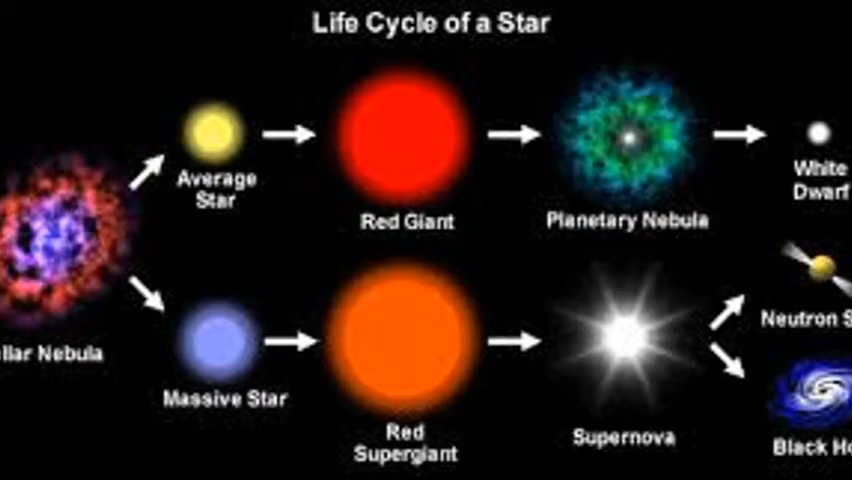 Life Cycle of a Star
Average
Star
Red Giant
Planetary Nebula
White
Dwarf
llar Nebula
Massive Star
Red
Supergiant
Supernova
Neutron S
Black Ho